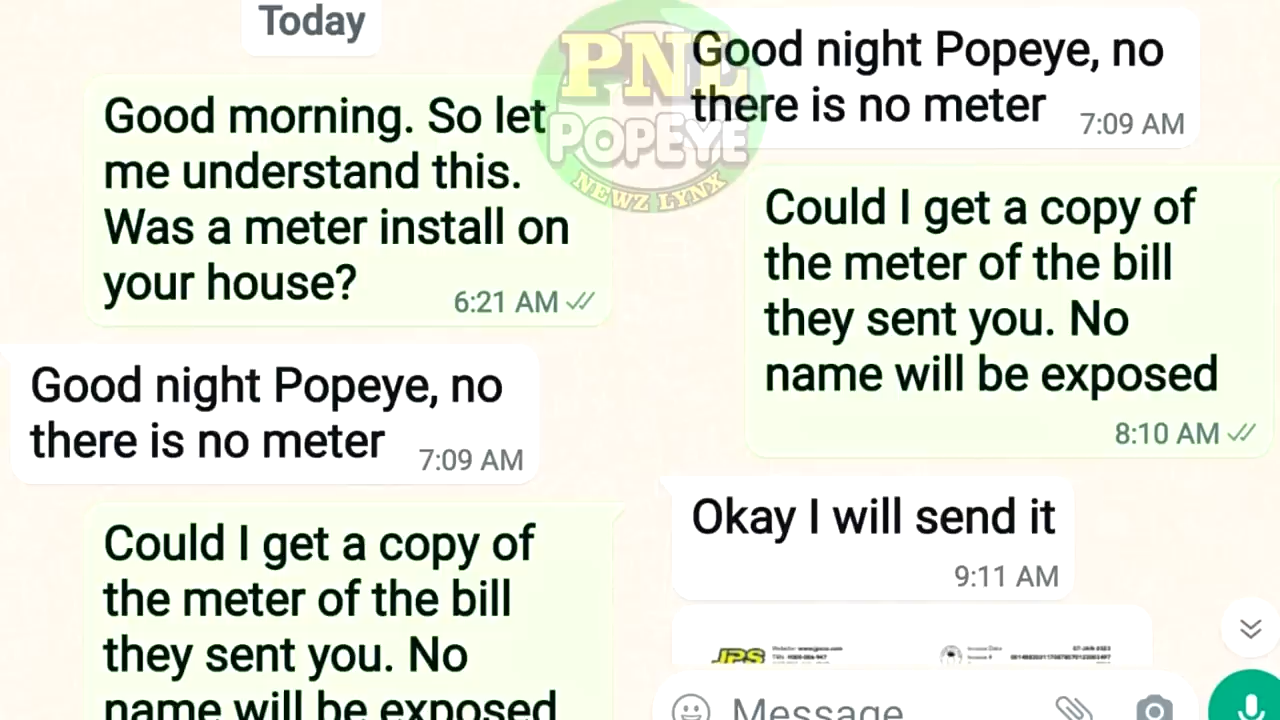 Today
Good morning. So let
me understand this.
Was a meter install on
your house?
6:21 AM
Good night Popeye, no
there is no meter
7:09 AM
Could I get a copy of
the meter of the bill
they sent you. No
name will be exposed
PNL
POPEYE
NEWZ LYNX
Good night Popeye, no
there is no meter
7:09 AM
Could I get a copy of
the meter of the bill
they sent you. No
name will be exposed
8:10 AM
Okay I will send it
9:11 AM
JPS
Message